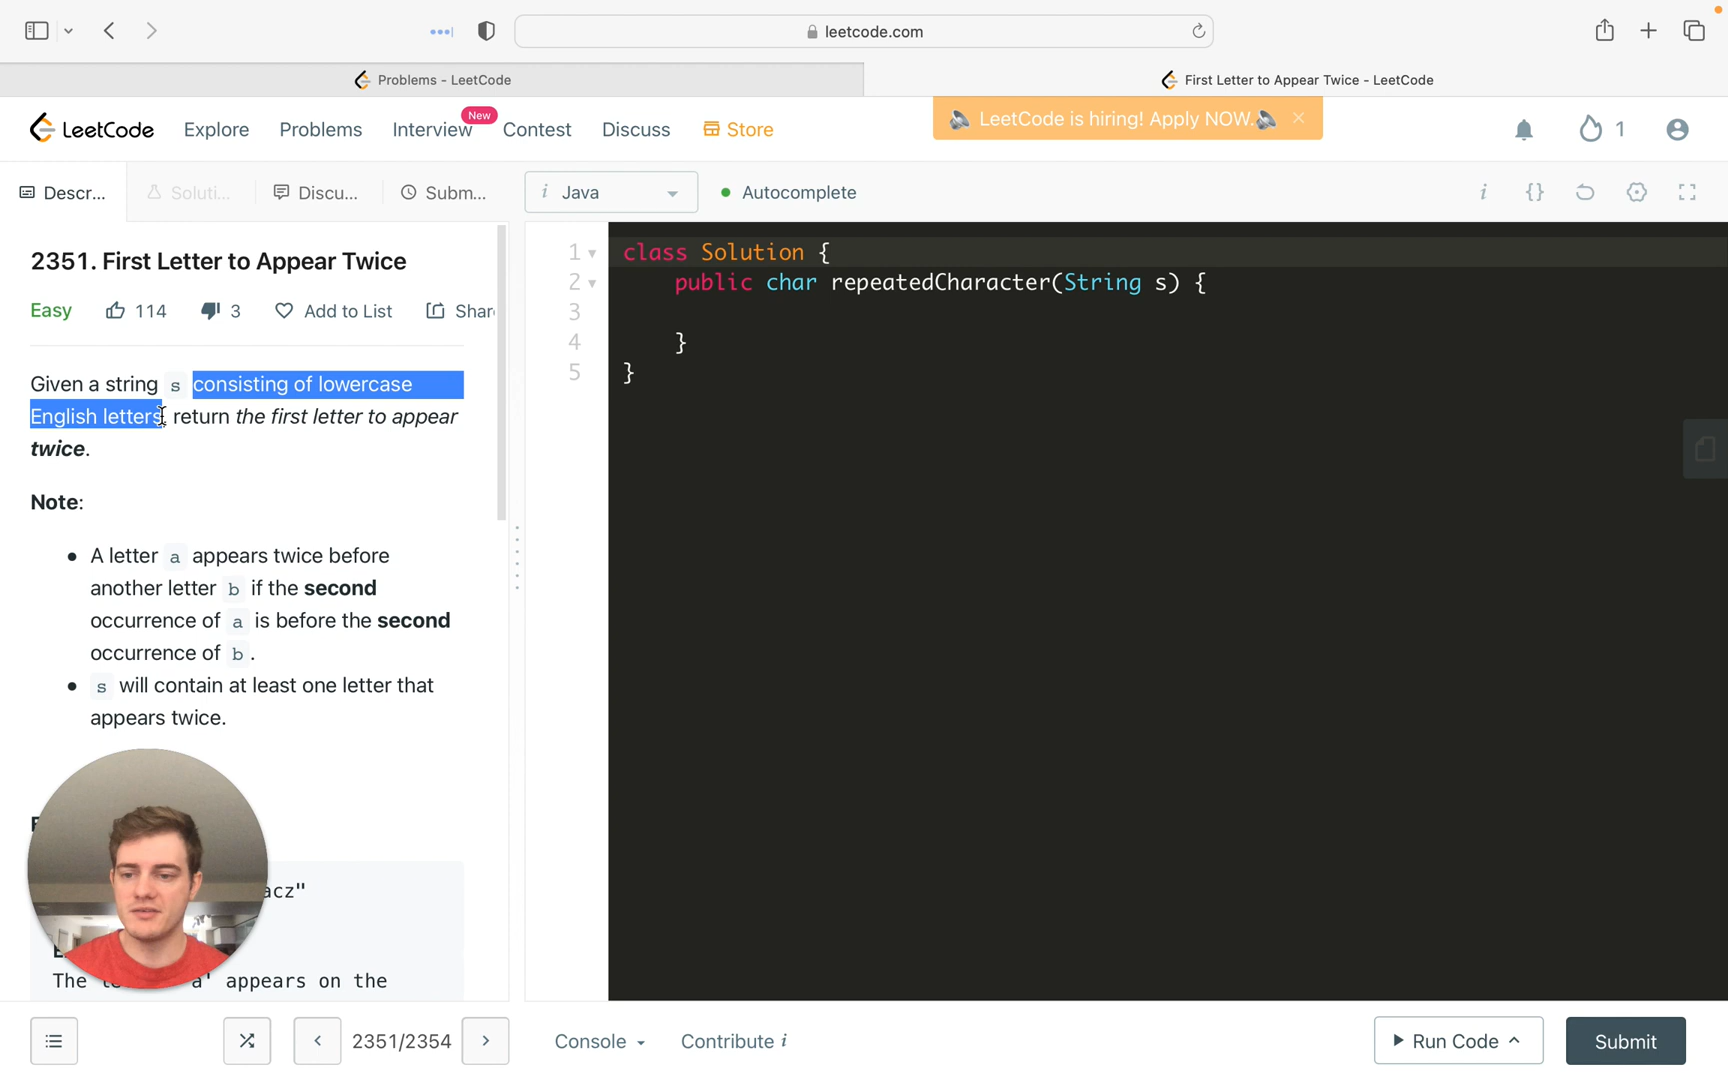 leetcode.com
Problems - LeetCode
First Letter to Appear Twice - LeetCode
LeetCode
Explore
Problems
Interview
New
Contest
Discuss
Store
LeetCode is hiring! Apply NOW.
1
Descr...
Soluti...
Discu...
Subm...
i Java
Autocomplete
i {}
2351. First Letter to Appear Twice
Easy 114 3 Add to List Shar
Given a string s consisting of lowercase
English letters, return the first letter to appear
twice.
Note:
• A letter a appears twice before
another letter b if the second
occurrence of a is before the second
occurrence of b .
• s will contain at least one letter that
appears twice.
acz"
The a' appears on the
1 class Solution {
2 public char repeatedCharacter(String s) {
3
4 }
5 }
2351/2354
Console
Contribute i
Run Code
Submit